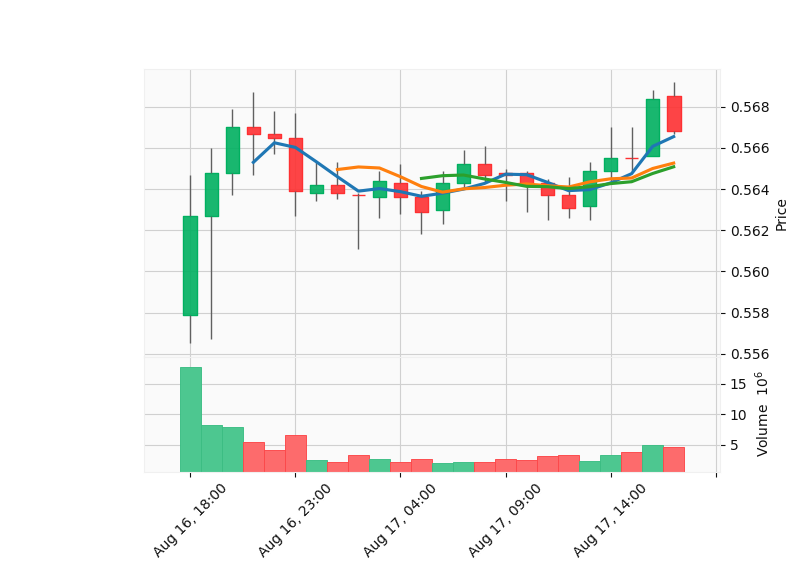 0.568
0.566
0.564
0.562
0.560
0.558
0.556
Price
15
10
5
Volume 10^6
Aug 16, 18:00
Aug 16, 23:00
Aug 17, 04:00
Aug 17, 09:00
Aug 17, 14:00